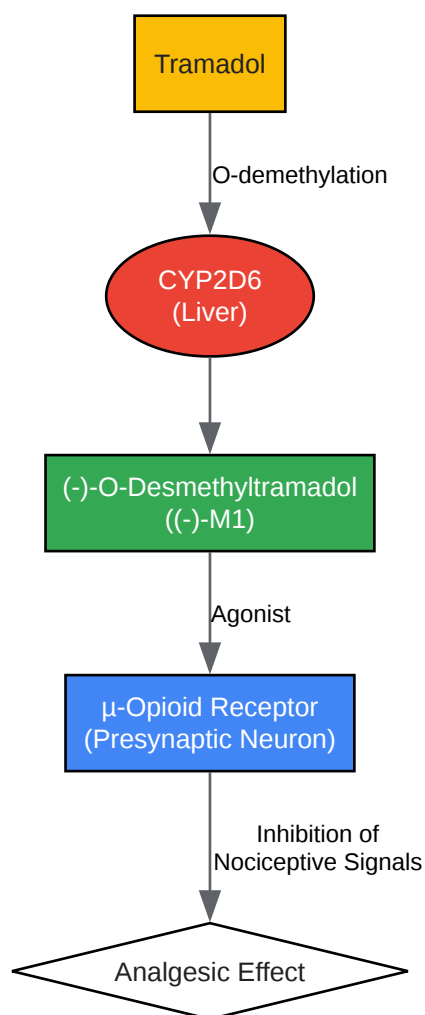 Tramadol
O-demethylation
CYP2D6
(Liver)
(-)-O-Desmethyltramadol
((-)-M1)
Agonist
µ-Opioid Receptor
(Presynaptic Neuron)
Inhibition of
Nociceptive Signals
Analgesic Effect